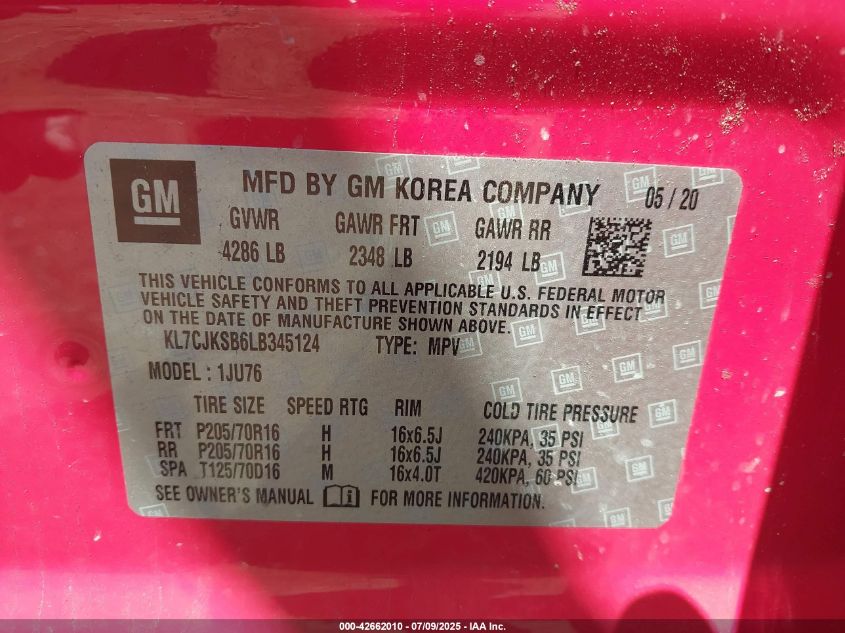 GM MFD BY GM KOREA COMPANY 05 / 20
GVWR GAWR FRT GAWR RR
4286 LB 2348 LB 2194 LB
THIS VEHICLE CONFORMS TO ALL APPLICABLE U.S. FEDERAL MOTOR
VEHICLE SAFETY AND THEFT PREVENTION STANDARDS IN EFFECT
ON THE DATE OF MANUFACTURE SHOWN ABOVE.
KL7CJKSB6LB345124 TYPE: MPV
MODEL : 1JU76
TIRE SIZE SPEED RTG RIM COLD TIRE PRESSURE
FRT P205/70R16 H 16x6.5J 240KPA, 35 PSI
RR P205/70R16 H 16x6.5J 240KPA, 35 PSI
SPA T125/70D16 M 16x4.0T 420KPA, 60 PSI
SEE OWNER'S MANUAL FOR MORE INFORMATION.
000-42662010 - 07/09/2025 - IAA Inc.